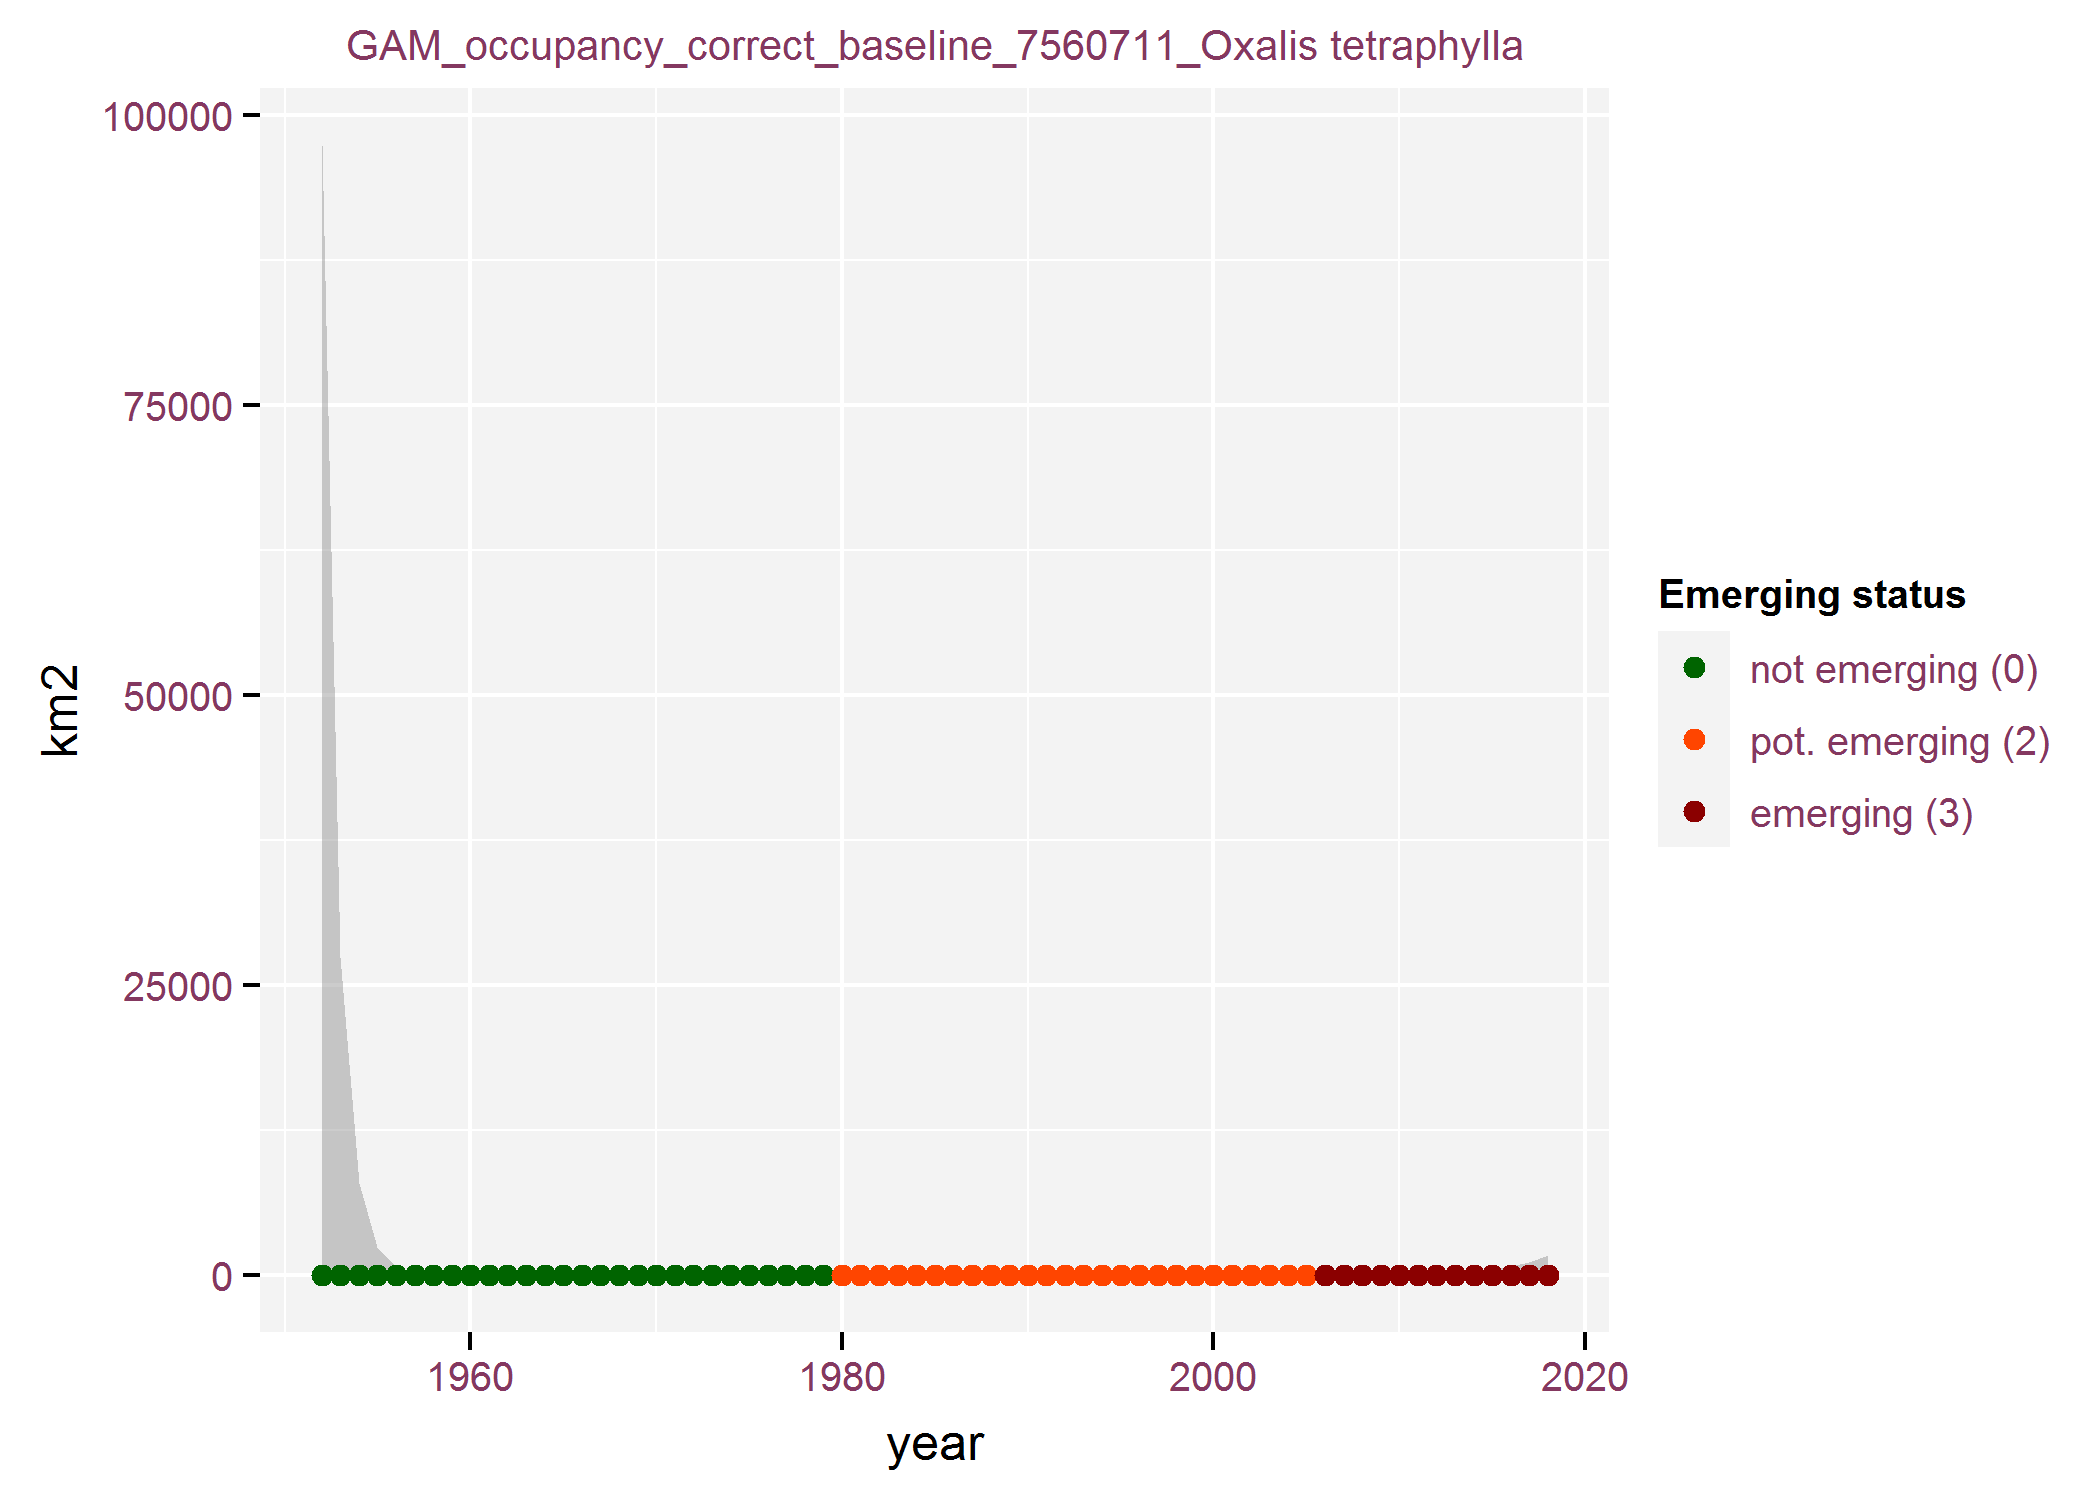 GAM_occupancy_correct_baseline_7560711_Oxalis tetraphylla
100000
75000
50000
25000
0
km2
1960
1980
2000
2020
year
Emerging status
not emerging (0)
pot. emerging (2)
emerging (3)